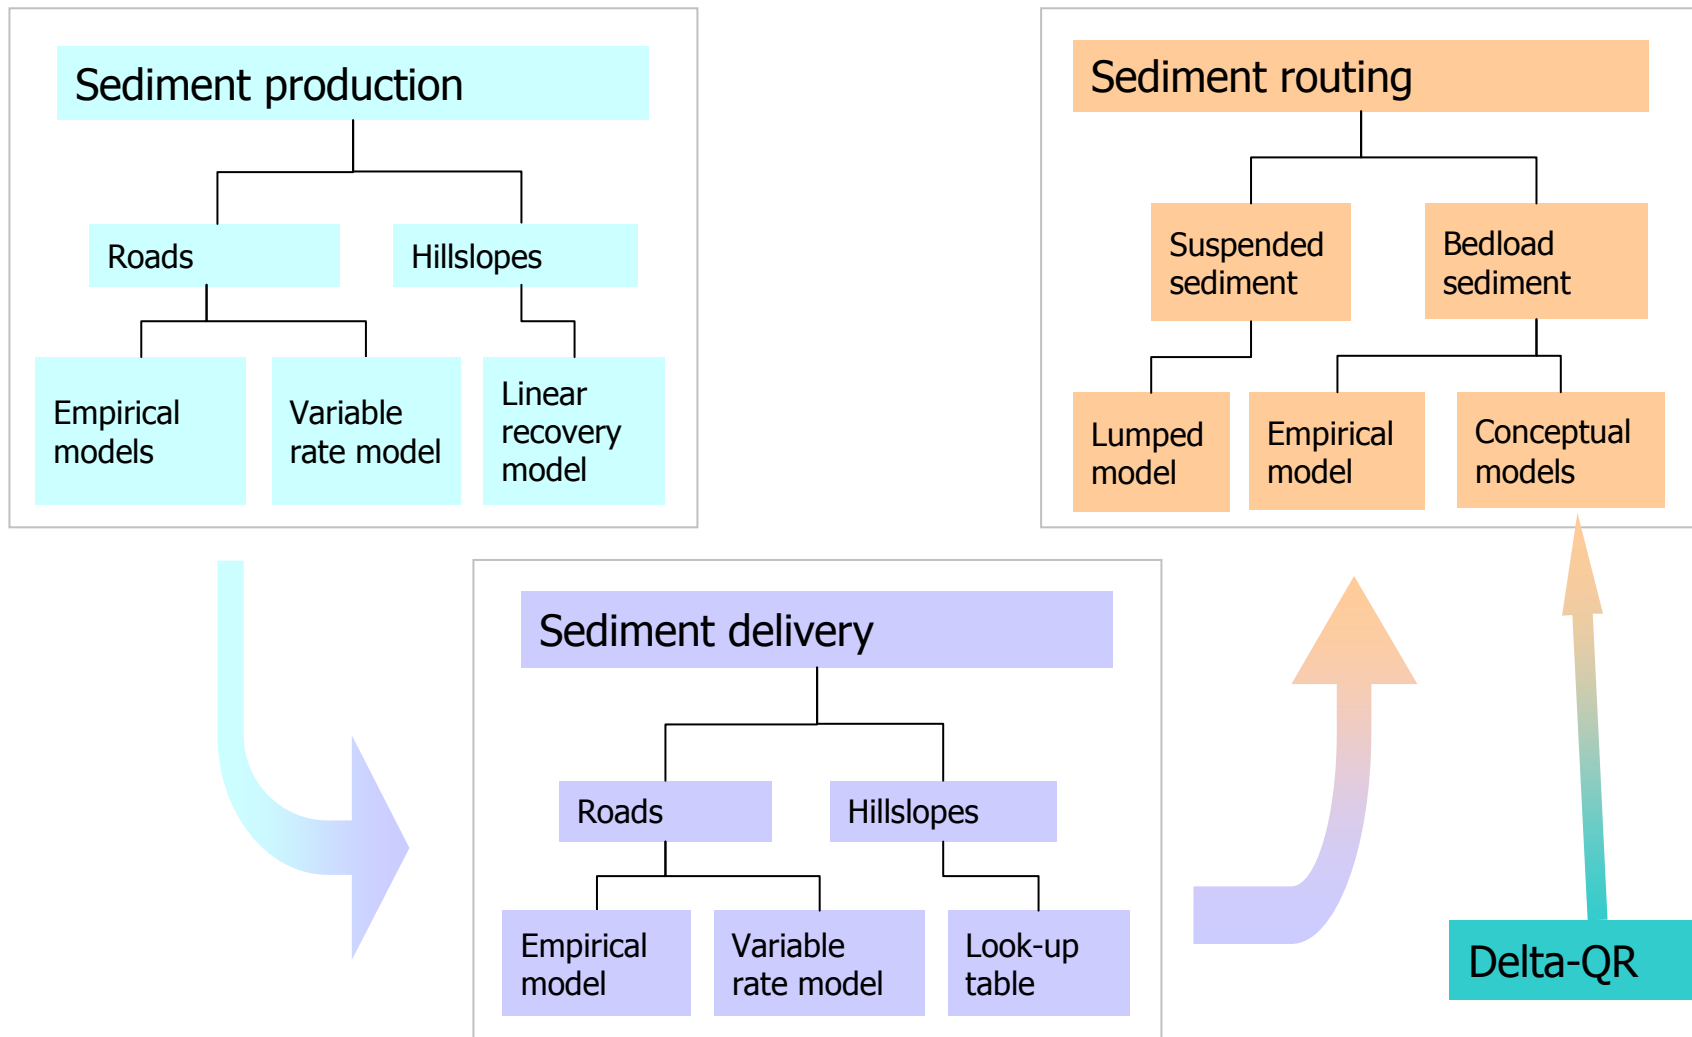 Sediment production
Roads
Hillslopes
Empirical
models
Variable
rate model
Linear
recovery
model
Sediment routing
Suspended
sediment
Bedload
sediment
Lumped
model
Empirical
model
Conceptual
models
Sediment delivery
Roads
Hillslopes
Empirical
model
Variable
rate model
Look-up
table
Delta-QR